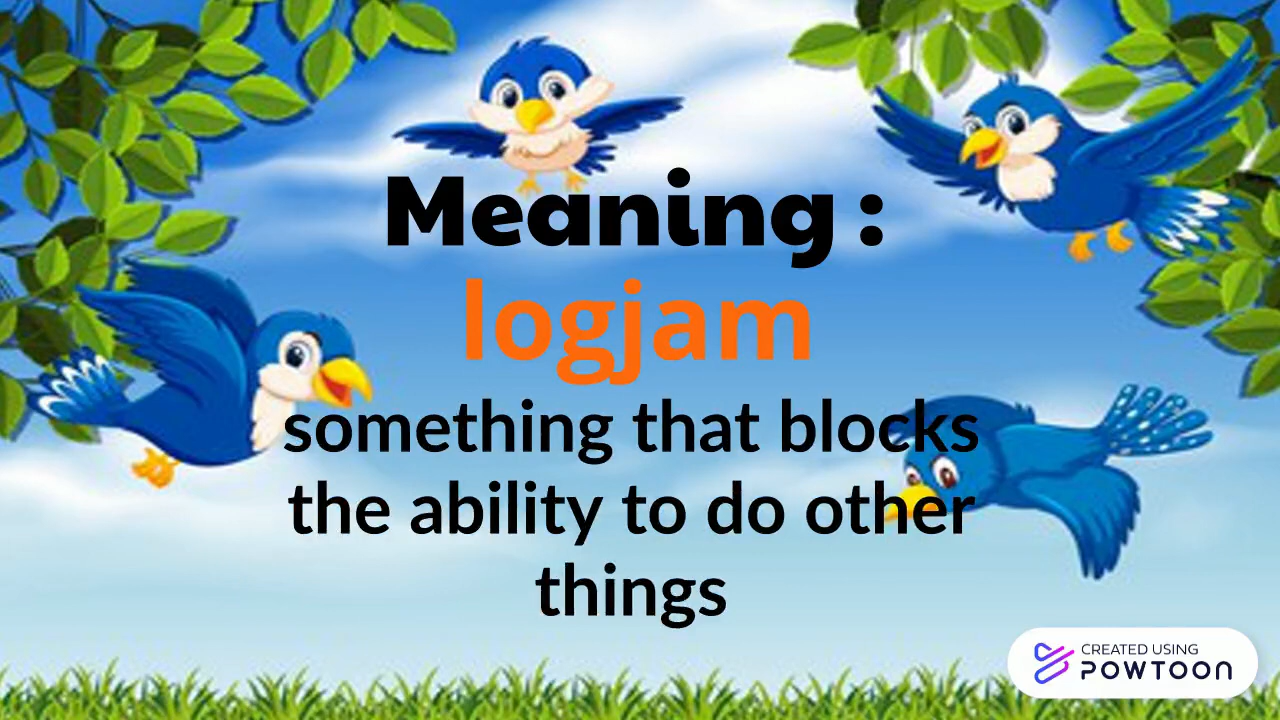 Meaning :
logjam
something that blocks
the ability to do other
things
CREATED USING
POWTOON